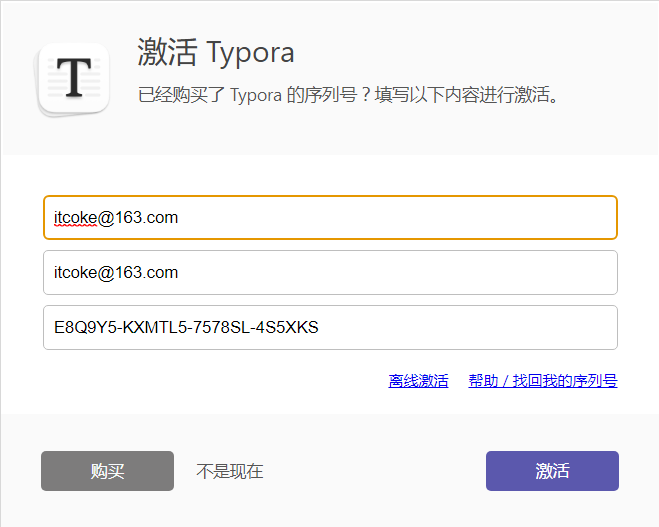 T
激活 Typora
已经购买了 Typora 的序列号？填写以下内容进行激活。
itcoke@163.com
itcoke@163.com
E8Q9Y5-KXMTL5-7578SL-4S5XKS
离线激活 帮助 / 找回我的序列号
购买 不是现在 激活